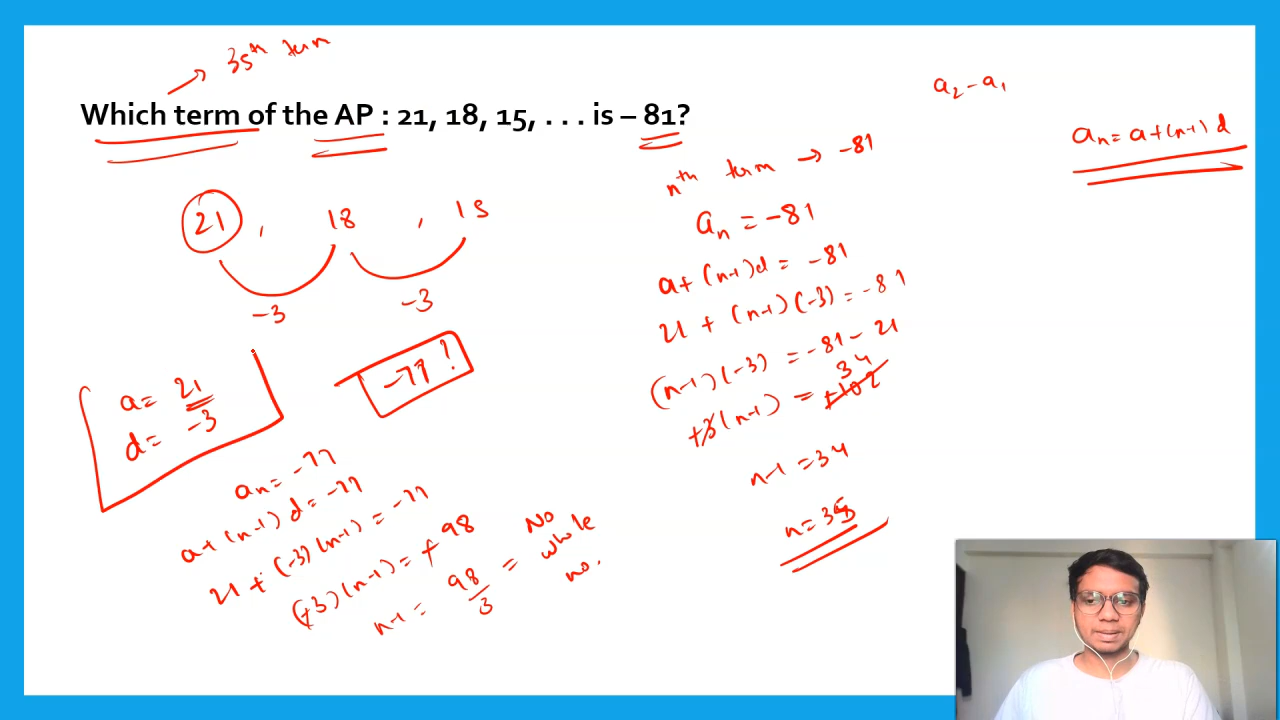 → 35th term
Which term of the AP : 21, 18, 15, . . . is – 81?
21 , 18 , 15
-3 -3
a = 21
d = -3
-77 ?
an = -77
a+(n-1) d = -77
21 + (-3)(n-1) = -77
(+3)(n-1) = +98
n-1 = 98/3 = No whole no.
a2 - a1
an = a+(n-1) d
nth term → -81
an = -81
a+(n-1)d = -81
21 + (n-1)(-3) = -81
(n-1)(-3) = -81 - 21
34
+3(n-1) = +102
n-1 = 34
n = 35